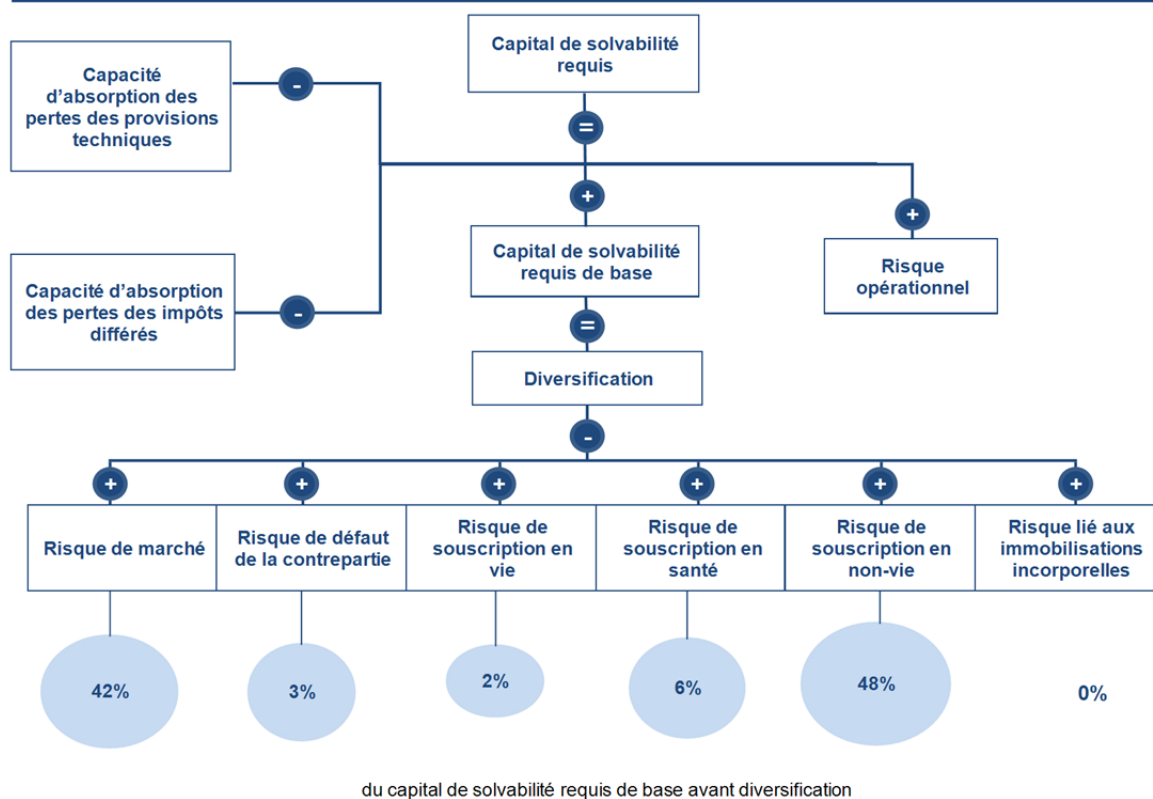 Capital de solvabilité
requis
Capacité
d'absorption des
pertes des provisions
techniques
-
=
+
+
Capital de solvabilité
requis de base
Risque
opérationnel
Capacité d'absorption
des pertes des impôts
différés
-
=
Diversification
-
+
+
+
+
+
+
Risque de marché
Risque de défaut
de la contrepartie
Risque de
souscription en
vie
Risque de
souscription en
santé
Risque de
souscription en
non-vie
Risque lié aux
immobilisations
incorporelles
42%
3%
2%
6%
48%
0%
du capital de solvabilité requis de base avant diversification